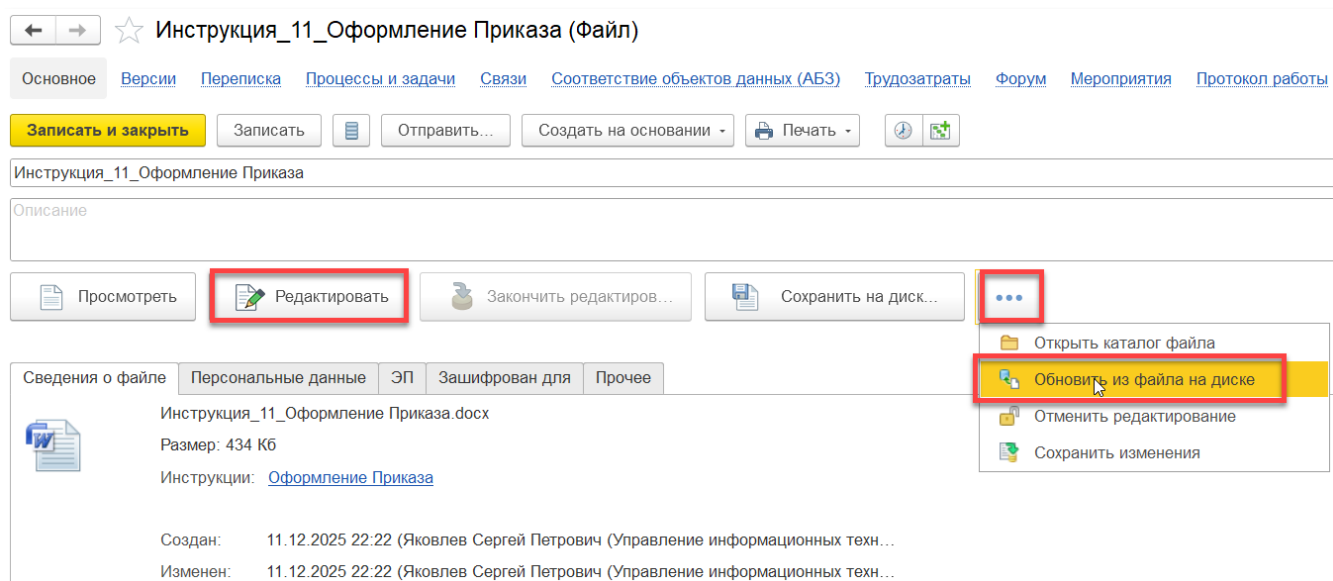 Инструкция_11_Оформление Приказа (Файл)
Основное Версии Переписка Процессы и задачи Связи Соответствие объектов данных (АБЗ) Трудозатраты Форум Мероприятия Протокол работы
Записать и закрыть Записать Отправить... Создать на основании Печать
Инструкция_11_Оформление Приказа
Описание
Просмотреть Редактировать Закончить редактиров... Сохранить на диск...
Открыть каталог файла
Обновить из файла на диске
Отменить редактирование
Сохранить изменения
Сведения о файле Персональные данные ЭП Зашифрован для Прочее
Инструкция_11_Оформление Приказа.docx
Размер: 434 Кб
Инструкции: Оформление Приказа
Создан: 11.12.2025 22:22 (Яковлев Сергей Петрович (Управление информационных техн...
Изменен: 11.12.2025 22:22 (Яковлев Сергей Петрович (Управление информационных техн...